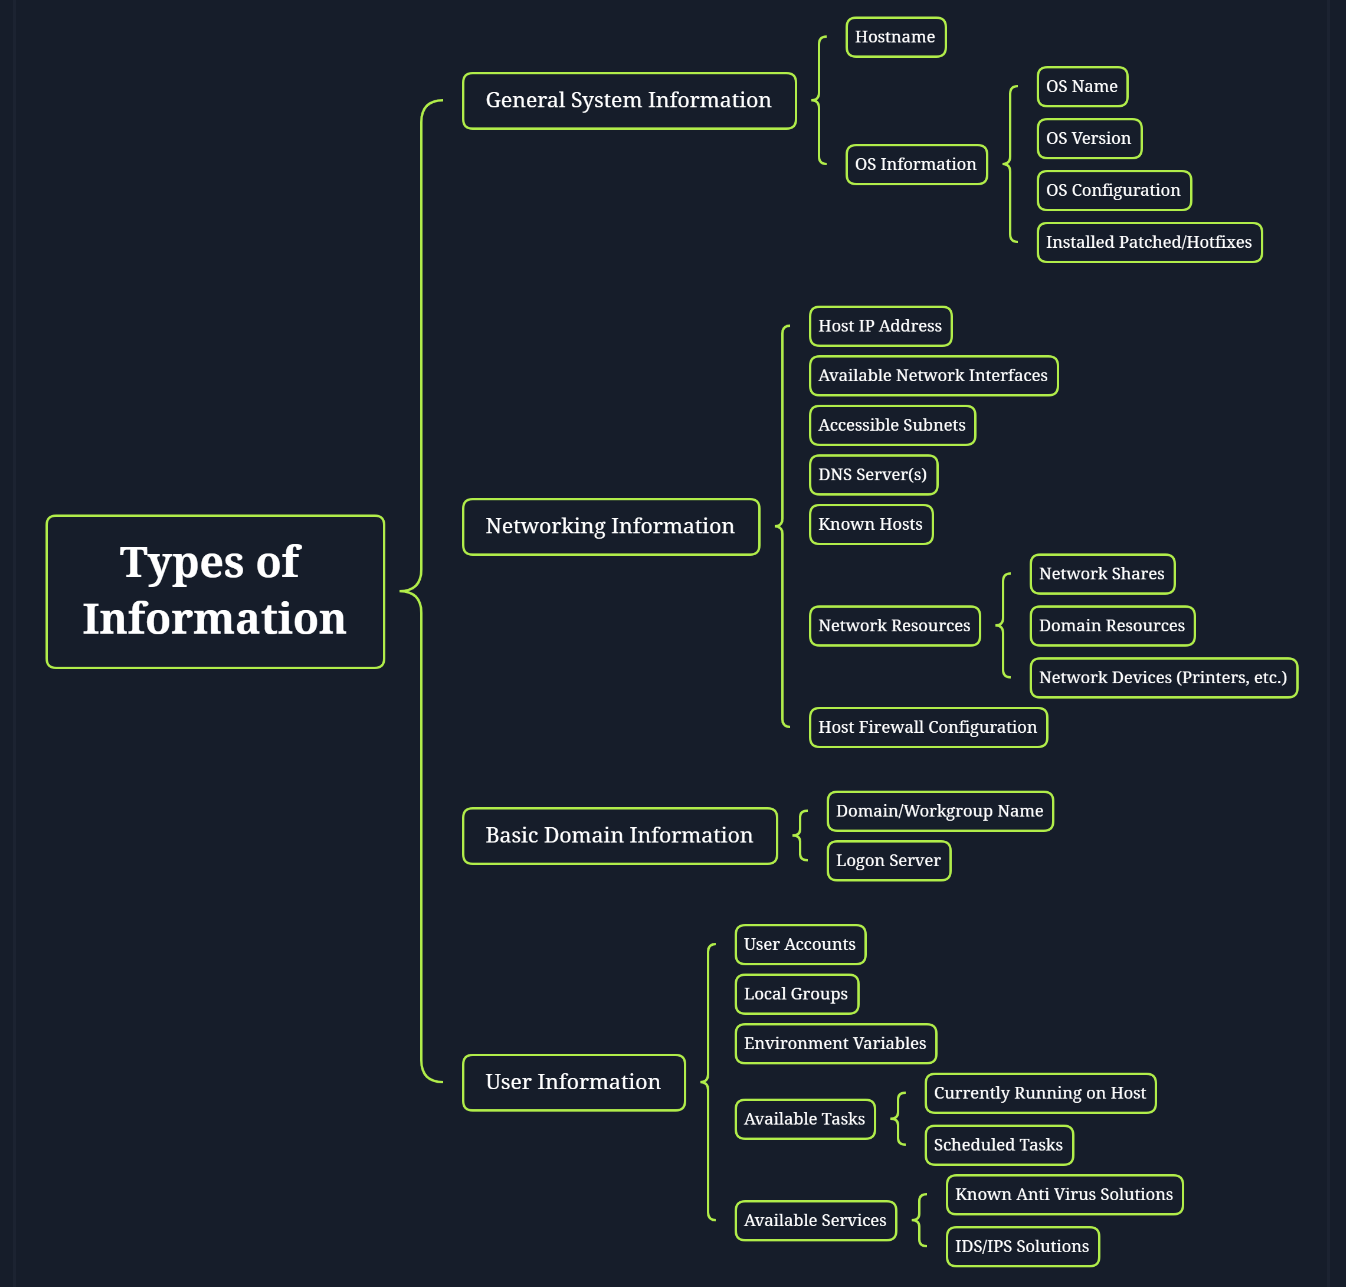 Hostname
General System Information
OS Information
OS Name
OS Version
OS Configuration
Installed Patched/Hotfixes
Types of
Information
Networking Information
Host IP Address
Available Network Interfaces
Accessible Subnets
DNS Server(s)
Known Hosts
Network Resources
Network Shares
Domain Resources
Network Devices (Printers, etc.)
Host Firewall Configuration
Basic Domain Information
Domain/Workgroup Name
Logon Server
User Information
User Accounts
Local Groups
Environment Variables
Available Tasks
Currently Running on Host
Scheduled Tasks
Available Services
Known Anti Virus Solutions
IDS/IPS Solutions